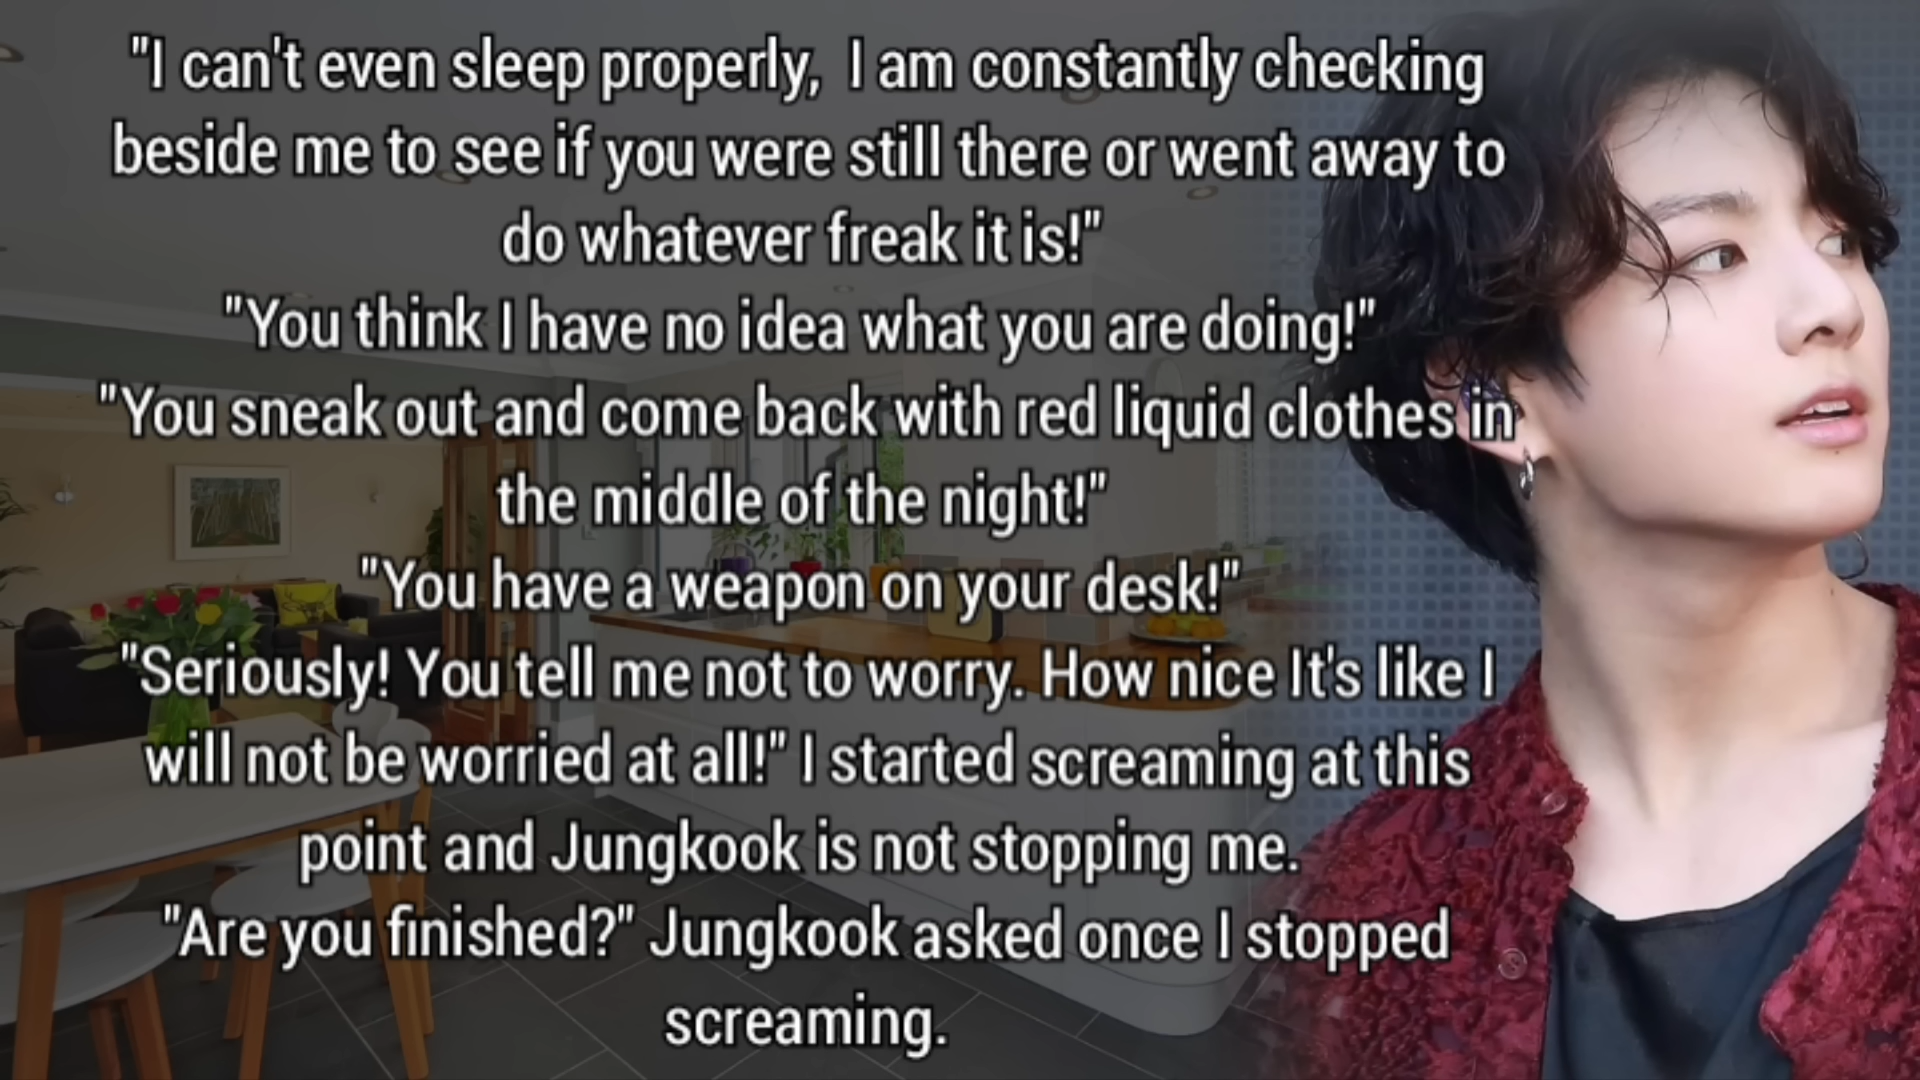 "I can't even sleep properly,  I am constantly checking
beside me to see if you were still there or went away to
do whatever freak it is!"
"You think I have no idea what you are doing!"
"You sneak out and come back with red liquid clothes in
the middle of the night!"
"You have a weapon on your desk!"
"Seriously! You tell me not to worry. How nice It's like I
will not be worried at all!" I started screaming at this
point and Jungkook is not stopping me.
"Are you finished?" Jungkook asked once I stopped
screaming.